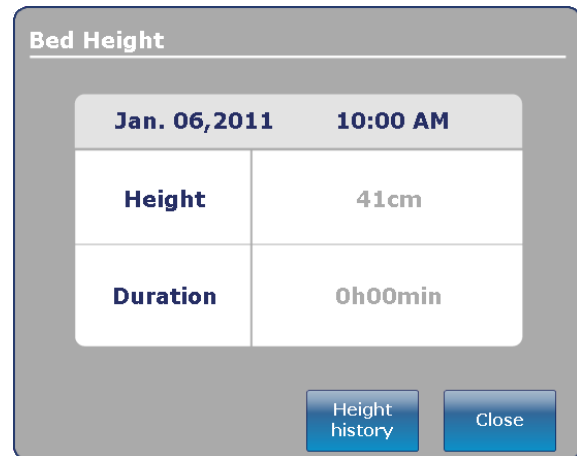 Bed Height
Jan. 06,2011 10:00 AM
Height 41cm
Duration 0h00min
Height
history
Close